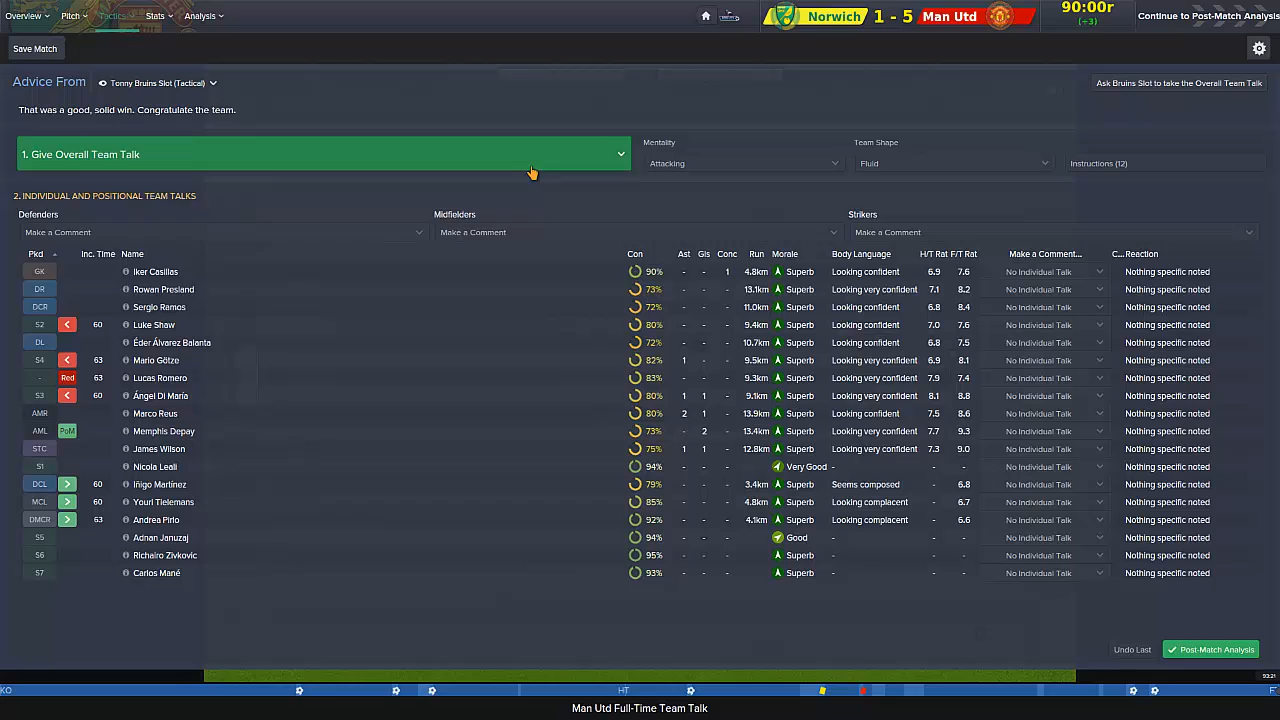 Overview Pitch Tactics Stats Analysis Norwich 1 - 5 Man Utd 90:00r (+3) Continue to Post-Match Analysis
Save Match
Advice From Tonny Bruins Slot (Tactical) Ask Bruins Slot to take the Overall Team Talk
That was a good, solid win. Congratulate the team.
1. Give Overall Team Talk
Mentality Team Shape
Attacking Fluid Instructions (12)
2. INDIVIDUAL AND POSITIONAL TEAM TALKS
Defenders Midfielders Strikers
Make a Comment Make a Comment Make a Comment
Pkd Inc. Time Name Con Ast Gls Conc Run Morale Body Language H/T Rat F/T Rat Make a Comment... C... Reaction
GK Iker Casillas 90% - - 1 4.8km Superb Looking confident 6.9 7.6 No Individual Talk Nothing specific noted
DR Rowan Presland 73% - - - 13.1km Superb Looking very confident 7.1 8.2 No Individual Talk Nothing specific noted
DCR Sergio Ramos 72% - - - 11.0km Superb Looking confident 6.8 8.4 No Individual Talk Nothing specific noted
S2 60 Luke Shaw 80% - - - 9.4km Superb Looking confident 7.0 7.6 No Individual Talk Nothing specific noted
DL Éder Álvarez Balanta 72% - - - 10.7km Superb Looking confident 6.8 7.5 No Individual Talk Nothing specific noted
S4 63 Mario Götze 82% 1 - - 9.5km Superb Looking very confident 6.9 8.1 No Individual Talk Nothing specific noted
- Red 63 Lucas Romero 83% - - - 9.3km Superb Looking very confident 7.9 7.4 No Individual Talk Nothing specific noted
S3 60 Ángel Di María 80% 1 1 - 9.1km Superb Looking very confident 8.1 8.8 No Individual Talk Nothing specific noted
AMR Marco Reus 80% 2 1 - 13.9km Superb Looking confident 7.5 8.6 No Individual Talk Nothing specific noted
AML PoM Memphis Depay 73% - 2 - 13.4km Superb Looking very confident 7.7 9.3 No Individual Talk Nothing specific noted
STC James Wilson 75% 1 1 - 12.8km Superb Looking very confident 7.3 9.0 No Individual Talk Nothing specific noted
S1 Nicola Leali 94% - - - Very Good - - - No Individual Talk Nothing specific noted
DCL 60 Iñigo Martínez 79% - - - 3.4km Superb Seems composed - 6.8 No Individual Talk Nothing specific noted
MCL 60 Youri Tielemans 85% - - - 4.8km Superb Looking complacent - 6.7 No Individual Talk Nothing specific noted
DMCR 63 Andrea Pirlo 92% - - - 4.1km Superb Looking complacent - 6.6 No Individual Talk Nothing specific noted
S5 Adnan Januzaj 94% - - - Good - - - No Individual Talk Nothing specific noted
S6 Richairo Zivkovic 95% - - - Superb - - - No Individual Talk Nothing specific noted
S7 Carlos Mané 93% - - - Superb - - - No Individual Talk Nothing specific noted
Undo Last Post-Match Analysis
93:21
KO HT F
Man Utd Full-Time Team Talk